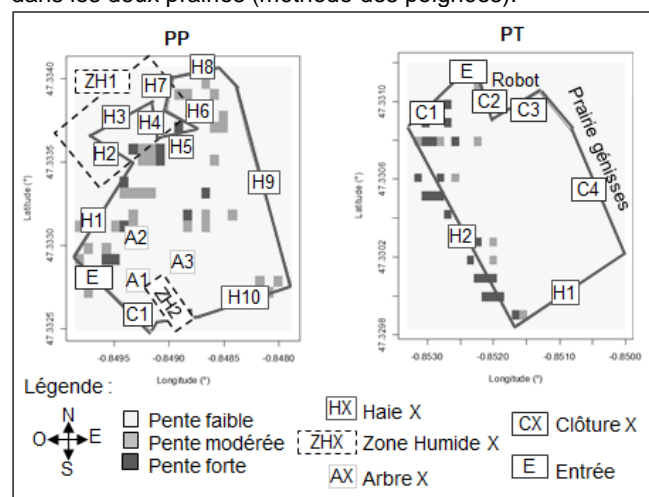 dans les deux prairies (méthode des poignées).
PP
PT
ZH1
H8
H7
H3
H4
H6
H5
H2
H9
H1
A2
A3
E
A1
ZH2
C1
H10
Latitude (°)
47.3340
47.3335
47.3330
47.3325
-0.8495
-0.8490
-0.8485
-0.8480
Longitude (°)
E
Robot
C1
C2
C3
Prairie génisses
C4
H2
H1
Latitude (°)
47.3310
47.3306
47.3302
47.3298
-0.8530
-0.8520
-0.8510
-0.8500
Longitude (°)
Légende :
N
O
E
S
Pente faible
Pente modérée
Pente forte
HX Haie X
ZHX Zone Humide X
AX Arbre X
CX Clôture X
E Entrée